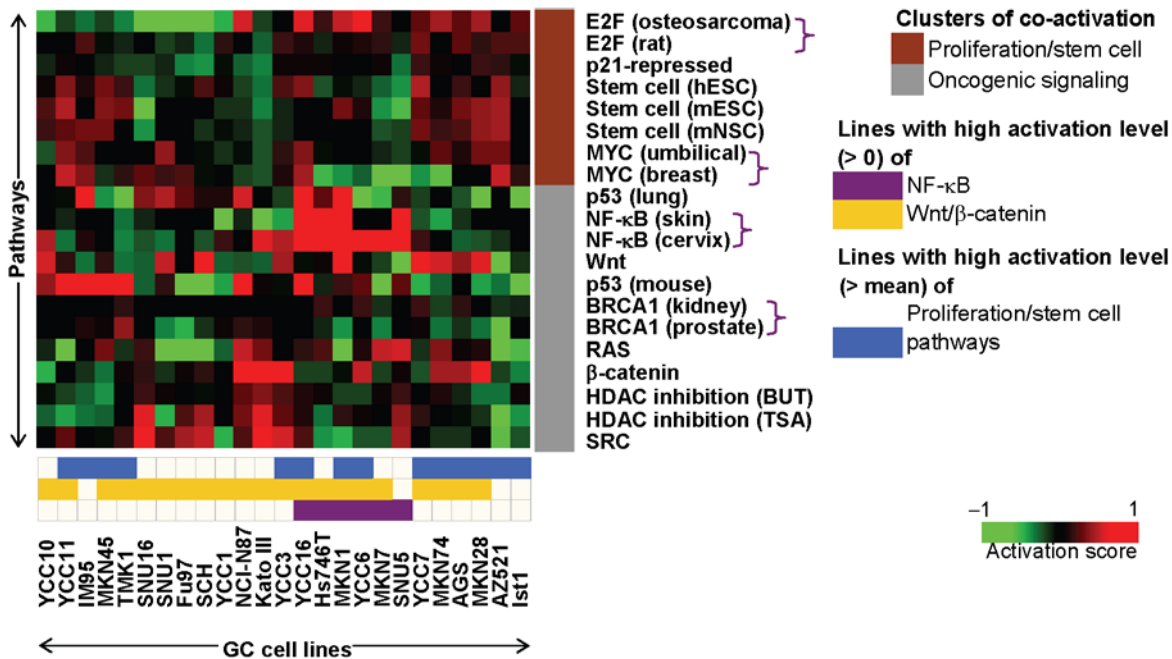 Pathways
E2F (osteosarcoma)
E2F (rat)
p21-repressed
Stem cell (hESC)
Stem cell (mESC)
Stem cell (mNSC)
MYC (umbilical)
MYC (breast)
p53 (lung)
NF-κB (skin)
NF-κB (cervix)
Wnt
p53 (mouse)
BRCA1 (kidney)
BRCA1 (prostate)
RAS
β-catenin
HDAC inhibition (BUT)
HDAC inhibition (TSA)
SRC
Clusters of co-activation
Proliferation/stem cell
Oncogenic signaling
Lines with high activation level
(> 0) of
NF-κB
Wnt/β-catenin
Lines with high activation level
(> mean) of
Proliferation/stem cell
pathways
–1 1
Activation score
YCC10
YCC11
IM95
MKN45
TMK1
SNU16
SNU1
Fu97
SCH
YCC1
NCI-N87
Kato III
YCC3
YCC16
Hs746T
MKN1
YCC6
MKN7
SNU5
YCC7
MKN74
AGS
MKN28
AZ521
Ist1
GC cell lines